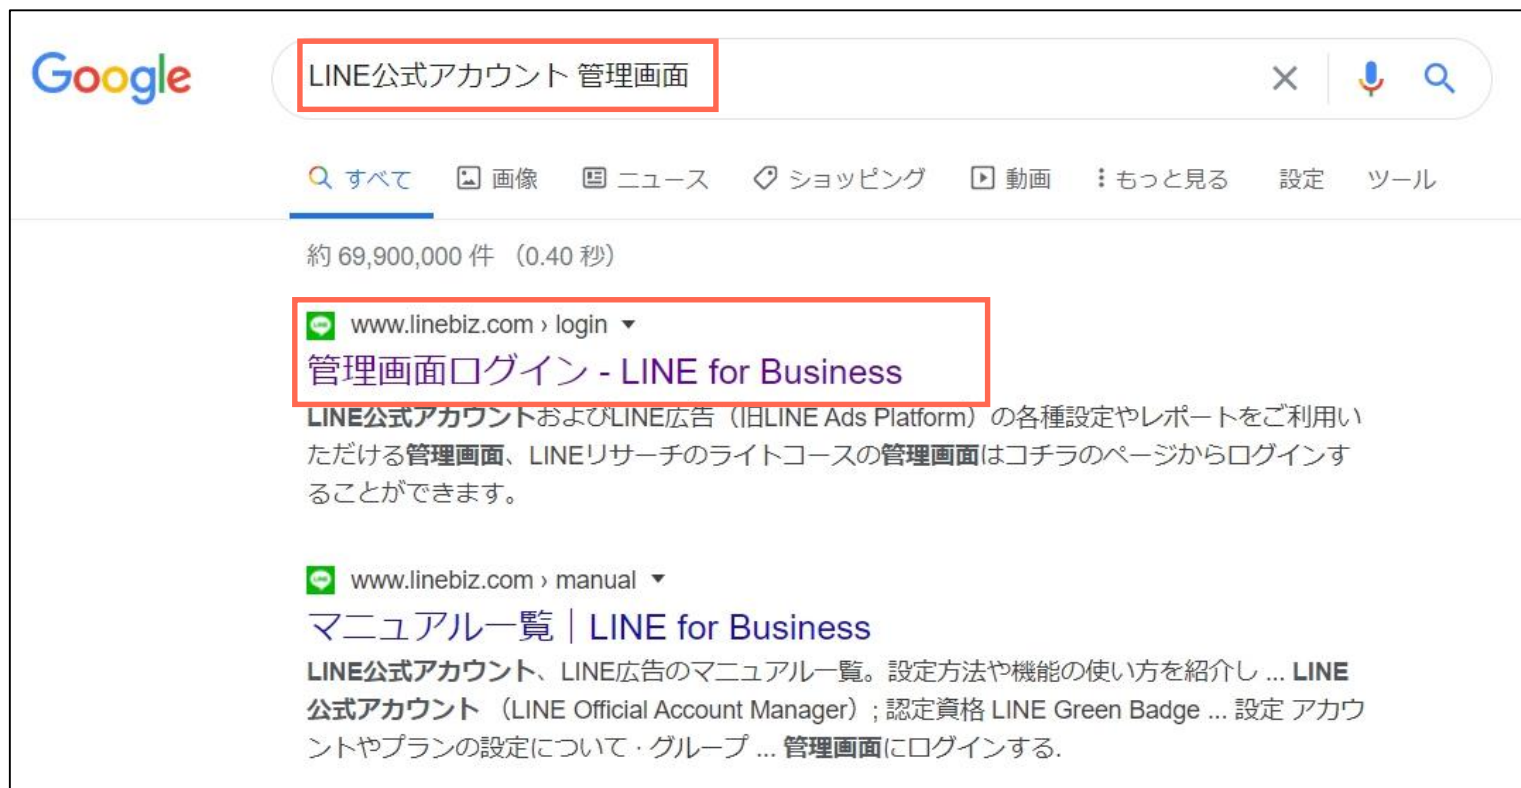 Google
LINE公式アカウント 管理画面
すべて 画像 ニュース ショッピング 動画 もっと見る 設定 ツール
約 69,900,000 件 （0.40 秒）
www.linebiz.com › login
管理画面ログイン - LINE for Business
LINE公式アカウントおよびLINE広告（旧LINE Ads Platform）の各種設定やレポートをご利用い
ただける管理画面、LINEリサーチのライトコースの管理画面はコチラのページからログインす
ることができます。
www.linebiz.com › manual
マニュアル一覧｜LINE for Business
LINE公式アカウント、LINE広告のマニュアル一覧。設定方法や機能の使い方を紹介し ... LINE
公式アカウント （LINE Official Account Manager）; 認定資格 LINE Green Badge ... 設定 アカウ
ントやプランの設定について · グループ ... 管理画面にログインする.